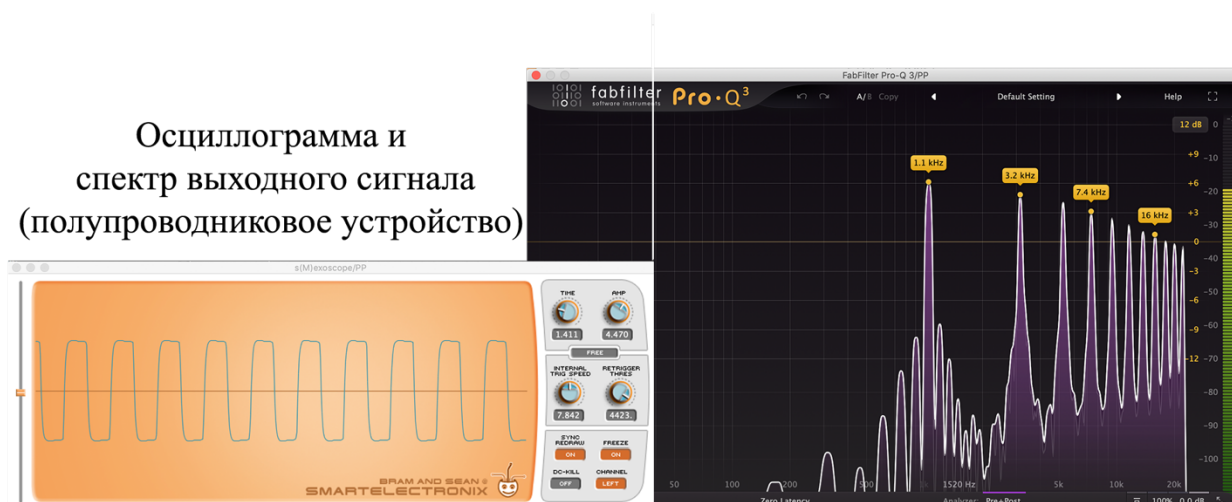 Осциллограмма и
спектр выходного сигнала
(полупроводниковое устройство)
FabFilter Pro-Q 3/PP
fabfilter
software instruments
Pro·Q³
A/B Copy
Default Setting
Help
12 dB 0
1.1 kHz
3.2 kHz
7.4 kHz
16 kHz
+9 -10
+6 -20
+3 -30
0 -40
-3 -50
-6 -60
-9
-12 -70
-80
-90
-100
50 100 200 500 1520 Hz 5k 10k 20k
Zero Latency
Analyzer: Pre+Post
100% 0.0 dB
s(M)exoscope/PP
TIME AMP
1.411 4.470
FREE
INTERNAL TRIG SPEED
RETRIGGER THRES
7.842 4423.
SYNC REDRAW
FREEZE
ON ON
DC-KILL CHANNEL
OFF LEFT
BRAM AND SEAN @
SMARTELECTRONIX